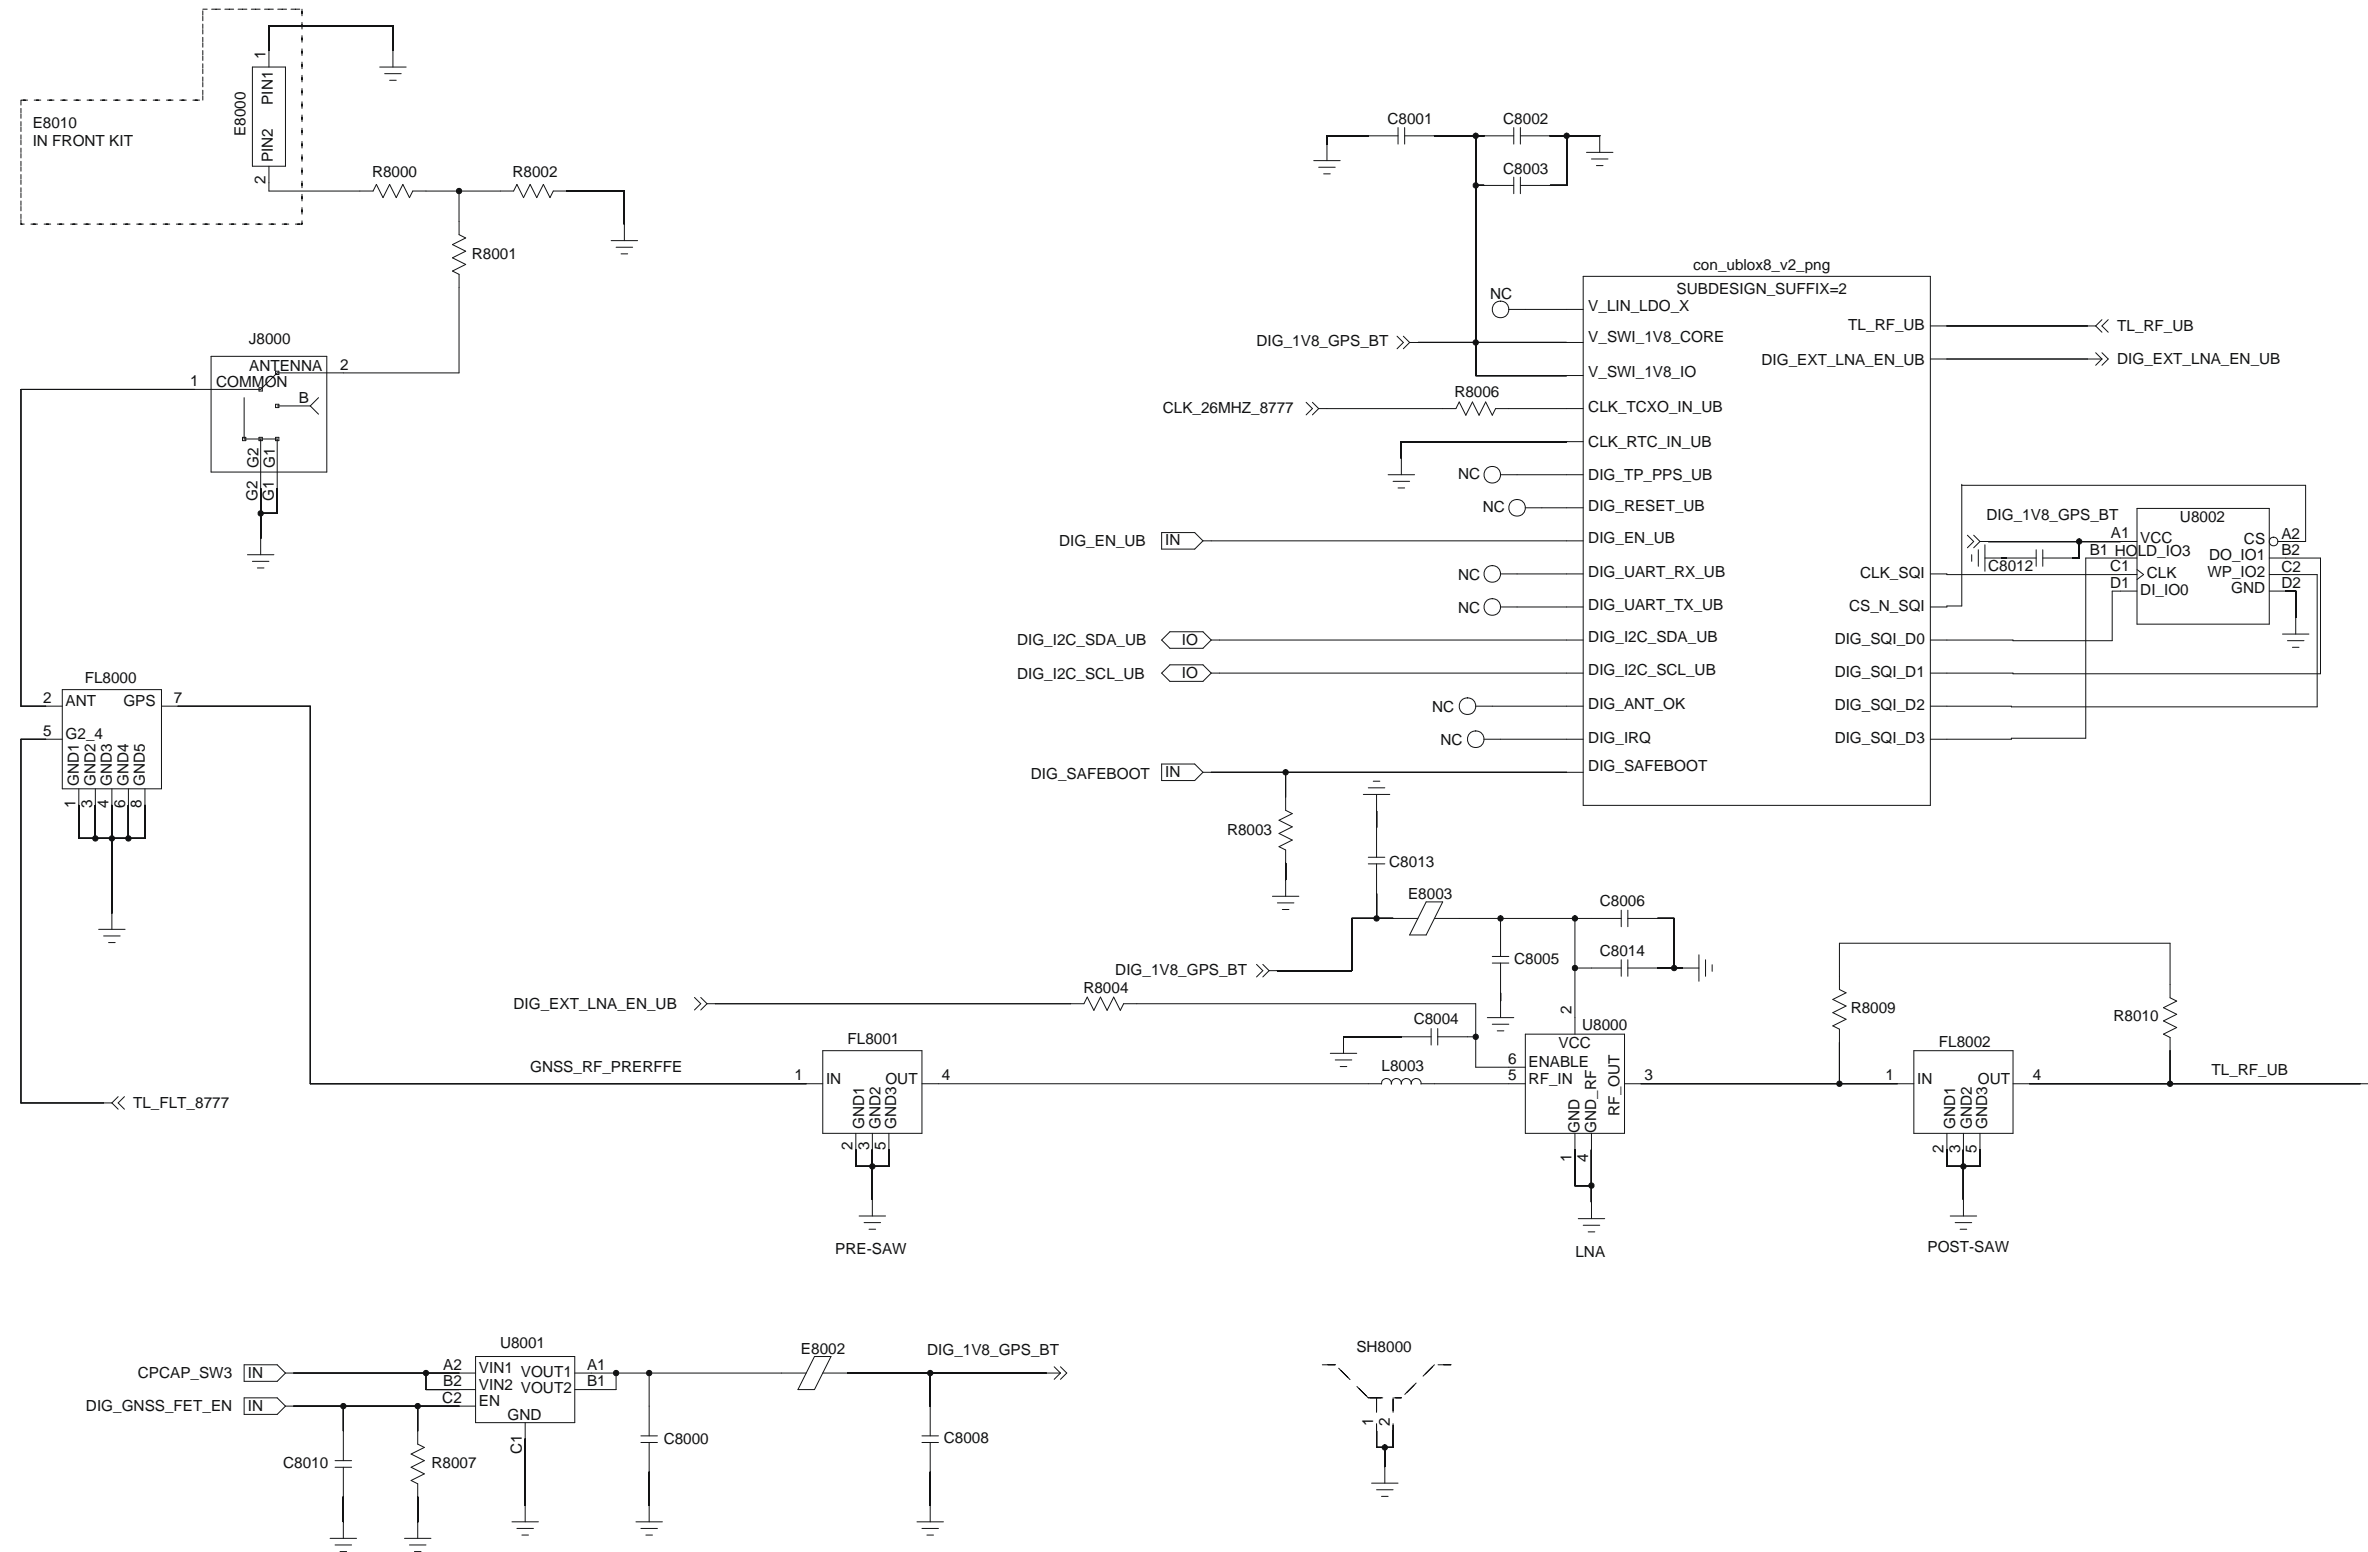 E8010
IN FRONT KIT
E8000
1
PIN1
PIN2
2
R8000
R8002
R8001
J8000
ANTENNA
2
1
COMMON
B
G2
G1
G2
G1
FL8000
2
ANT
GPS
7
5
G2_4
GND1
GND2
GND3
GND4
GND5
1
3
4
6
8
TL_FLT_8777
C8001
C8002
C8003
con_ublox8_v2_png
SUBDESIGN_SUFFIX=2
NC
V_LIN_LDO_X
DIG_1V8_GPS_BT
V_SWI_1V8_CORE
V_SWI_1V8_IO
CLK_26MHZ_8777
R8006
CLK_TCXO_IN_UB
CLK_RTC_IN_UB
NC
DIG_TP_PPS_UB
NC
DIG_RESET_UB
DIG_EN_UB
IN
DIG_EN_UB
NC
DIG_UART_RX_UB
NC
DIG_UART_TX_UB
DIG_I2C_SDA_UB
IO
DIG_I2C_SDA_UB
DIG_I2C_SCL_UB
IO
DIG_I2C_SCL_UB
NC
DIG_ANT_OK
NC
DIG_IRQ
DIG_SAFEBOOT
IN
DIG_SAFEBOOT
TL_RF_UB
TL_RF_UB
DIG_EXT_LNA_EN_UB
DIG_EXT_LNA_EN_UB
CLK_SQI
CS_N_SQI
DIG_SQI_D0
DIG_SQI_D1
DIG_SQI_D2
DIG_SQI_D3
DIG_1V8_GPS_BT
U8002
A1
VCC
CS
A2
B1
HOLD_IO3
DO_IO1
B2
C8012
C1
CLK
WP_IO2
C2
D1
DI_IO0
GND
D2
R8003
C8013
E8003
C8006
C8005
C8014
DIG_1V8_GPS_BT
DIG_EXT_LNA_EN_UB
R8004
C8004
GNSS_RF_PRERFFE
FL8001
1
IN
OUT
4
GND1
GND2
GND3
2
3
5
PRE-SAW
L8003
U8000
2
VCC
6
ENABLE
5
RF_IN
RF_OUT
3
GND
GND_RF
1
4
LNA
R8009
R8010
FL8002
1
IN
OUT
4
GND1
GND2
GND3
2
3
5
POST-SAW
TL_RF_UB
U8001
CPCAP_SW3
IN
A2
VIN1
VOUT1
A1
B2
VIN2
VOUT2
B1
DIG_GNSS_FET_EN
IN
C2
EN
GND
C1
C8010
R8007
C8000
E8002
DIG_1V8_GPS_BT
C8008
SH8000
1
2